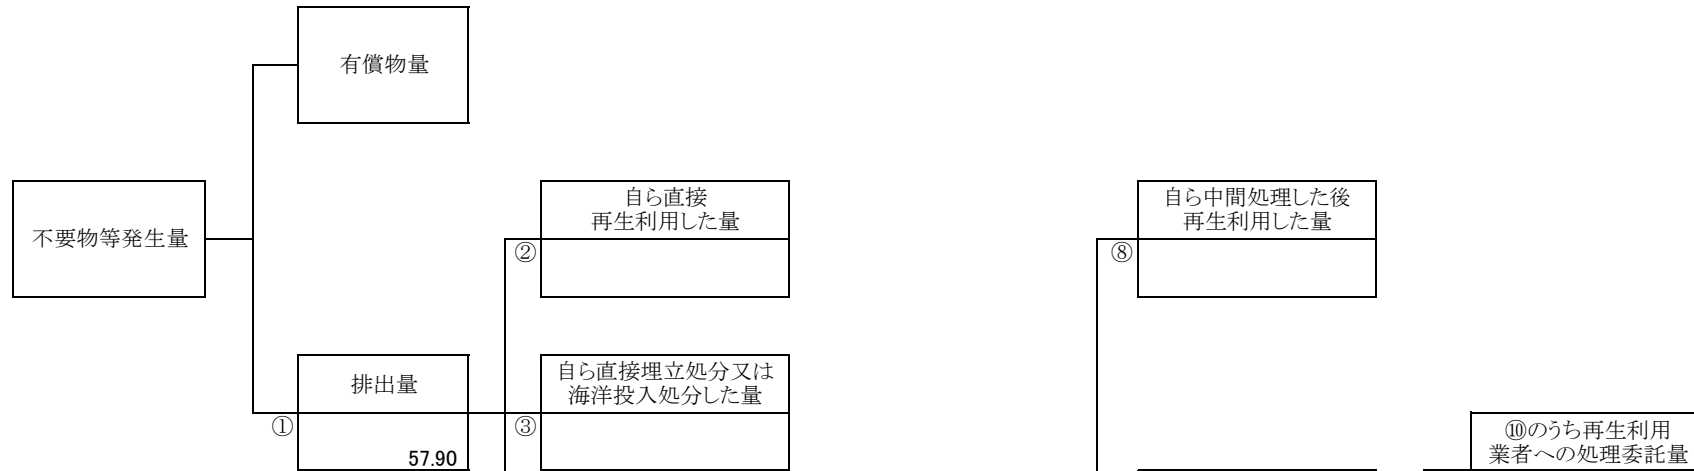 有償物量
不要物等発生量
自ら直接
再生利用した量
②
自ら中間処理した後
再生利用した量
⑧
排出量
①
57.90
自ら直接埋立処分又は
海洋投入処分した量
③
⑩のうち再生利用
業者への処理委託量